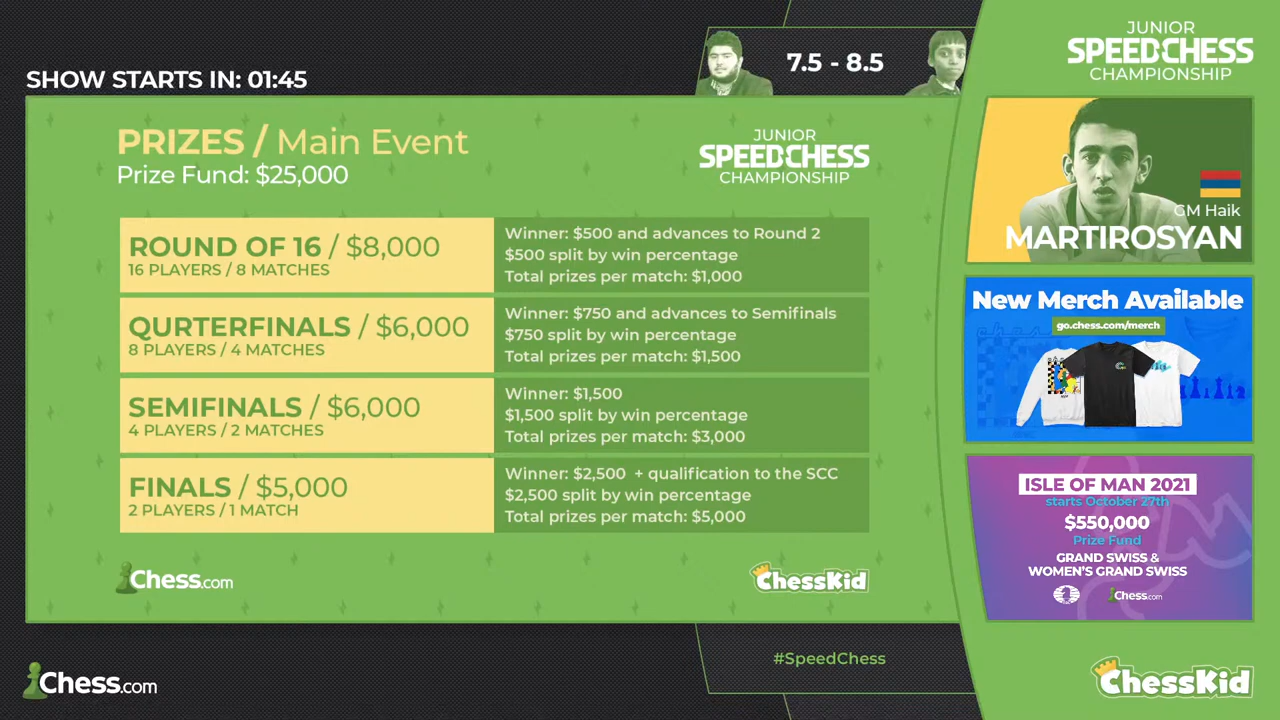 SHOW STARTS IN: 01:45
7.5 - 8.5
JUNIOR
SPEEDCHESS
CHAMPIONSHIP
PRIZES / Main Event
Prize Fund: $25,000
JUNIOR
SPEEDCHESS
CHAMPIONSHIP
ROUND OF 16 / $8,000
16 PLAYERS / 8 MATCHES
Winner: $500 and advances to Round 2
$500 split by win percentage
Total prizes per match: $1,000
QURTERFINALS / $6,000
8 PLAYERS / 4 MATCHES
Winner: $750 and advances to Semifinals
$750 split by win percentage
Total prizes per match: $1,500
SEMIFINALS / $6,000
4 PLAYERS / 2 MATCHES
Winner: $1,500
$1,500 split by win percentage
Total prizes per match: $3,000
FINALS / $5,000
2 PLAYERS / 1 MATCH
Winner: $2,500 + qualification to the SCC
$2,500 split by win percentage
Total prizes per match: $5,000
Chess.com
ChessKid
GM Haik
MARTIROSYAN
New Merch Available
go.chess.com/merch
ISLE OF MAN 2021
starts October 27th
$550,000
Prize Fund
GRAND SWISS &
WOMEN'S GRAND SWISS
Chess.com
#SpeedChess
Chess.com
ChessKid